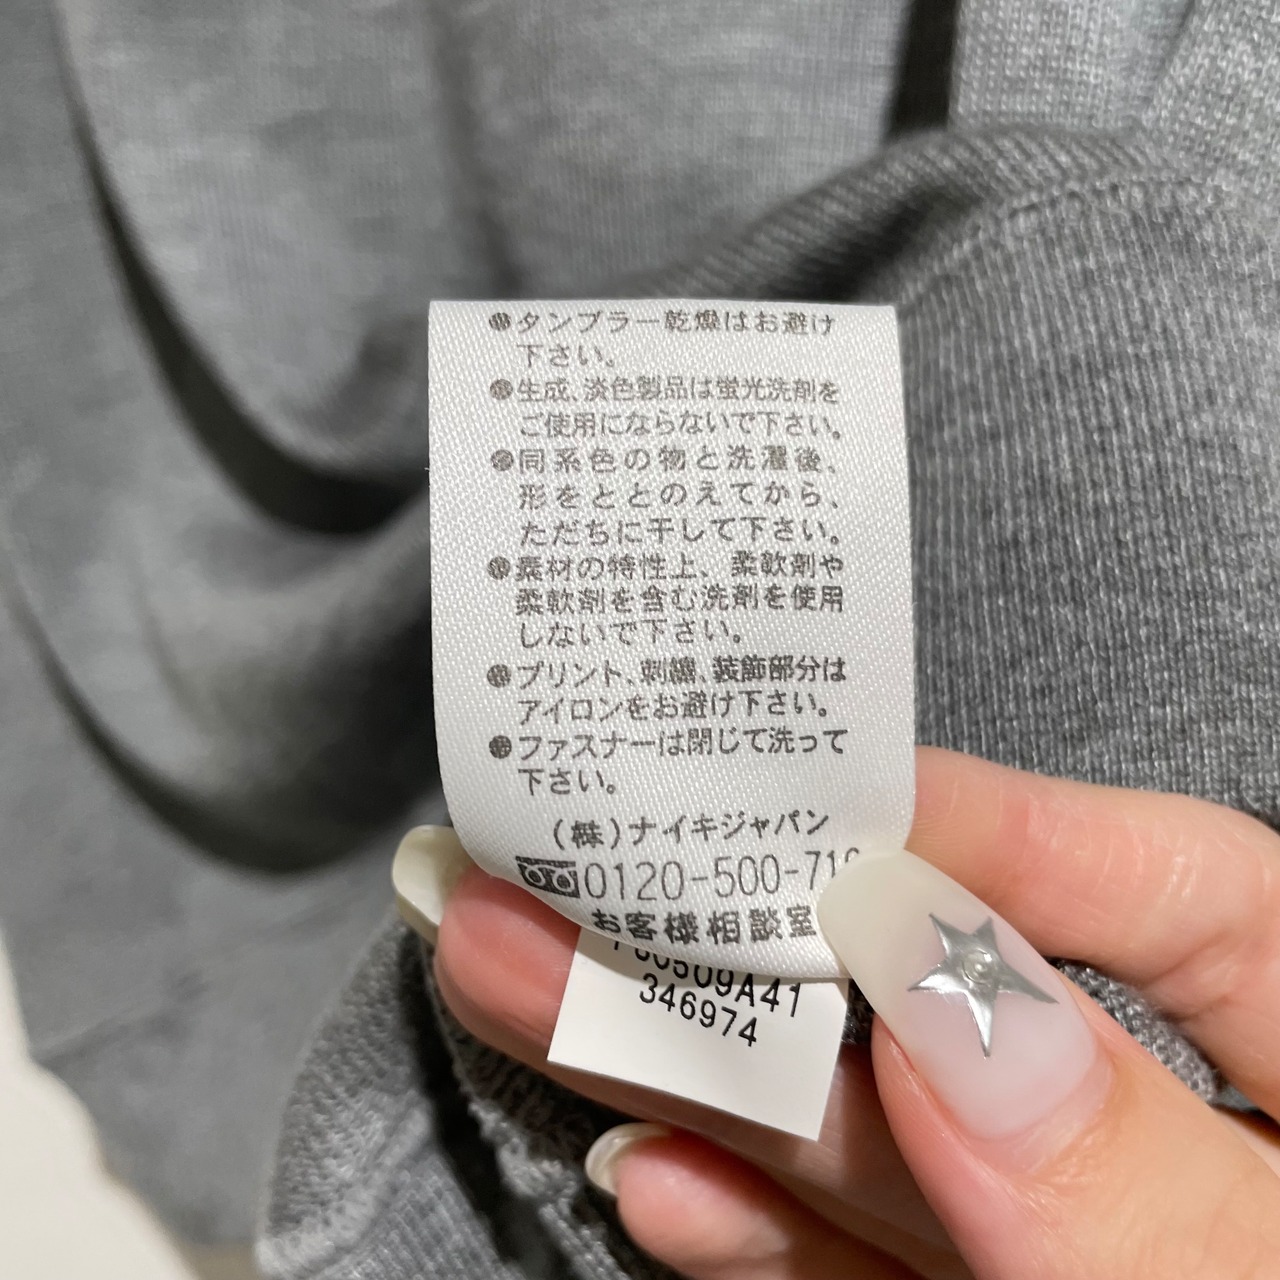 ●タンブラー乾燥はお避け
下さい。
●生成、淡色製品は蛍光洗剤を
ご使用にならないで下さい。
●同系色の物と洗濯後、
形をととのえてから、
ただちに干して下さい。
●素材の特性上、柔軟剤や
柔軟剤を含む洗剤を使用
しないで下さい。
●プリント、刺繍、装飾部分は
アイロンをお避け下さい。
●ファスナーは閉じて洗って
下さい。
(株)ナイキジャパン
0120-500-71
お客様相談室
0509A41
346974